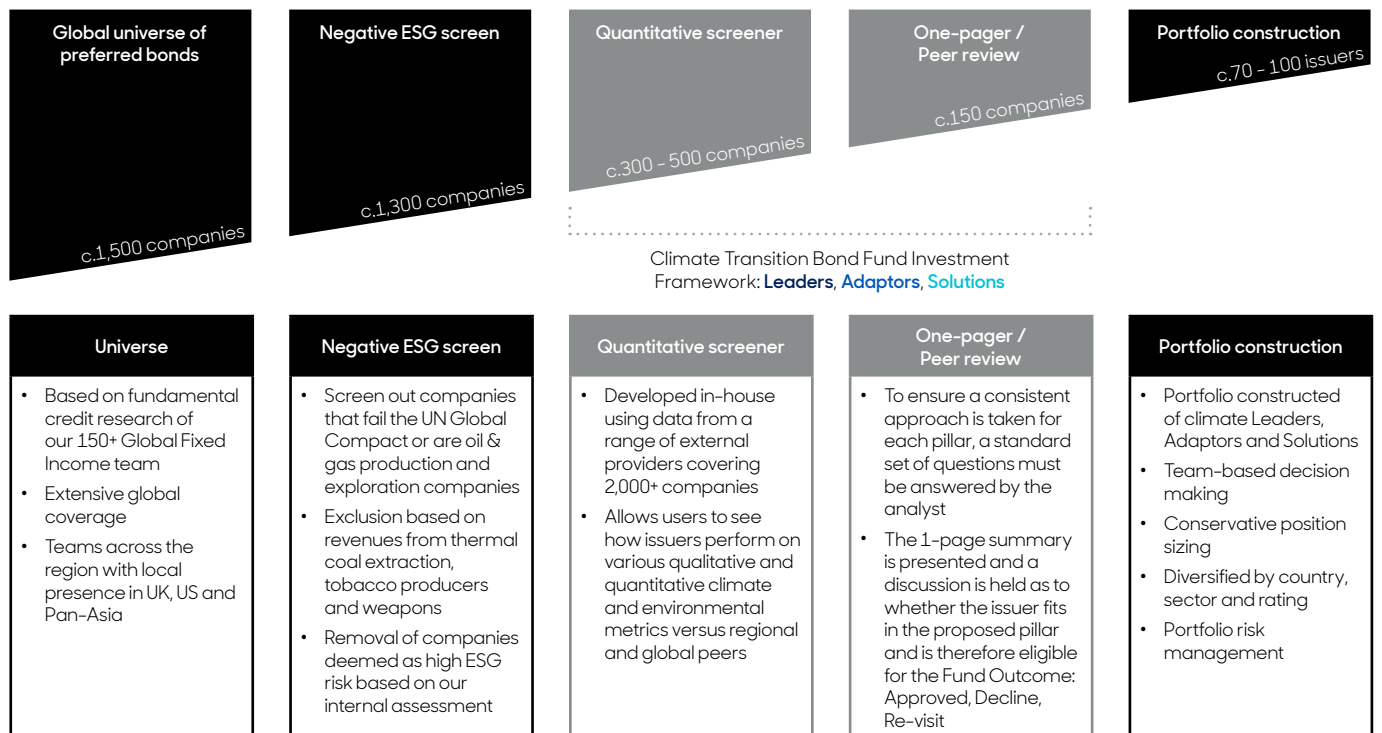 Global universe of
preferred bonds
c.1,500 companies
Negative ESG screen
c.1,300 companies
Quantitative screener
c.300 – 500 companies
One-pager /
Peer review
c.150 companies
Portfolio construction
c.70 – 100 issuers
Climate Transition Bond Fund Investment
Framework: Leaders, Adaptors, Solutions
Universe
• Based on fundamental
credit research of
our 150+ Global Fixed
Income team
• Extensive global
coverage
• Teams across the
region with local
presence in UK, US and
Pan-Asia
Negative ESG screen
• Screen out companies
that fail the UN Global
Compact or are oil &
gas production and
exploration companies
• Exclusion based on
revenues from thermal
coal extraction,
tobacco producers
and weapons
• Removal of companies
deemed as high ESG
risk based on our
internal assessment
Quantitative screener
• Developed in-house
using data from a
range of external
providers covering
2,000+ companies
• Allows users to see
how issuers perform on
various qualitative and
quantitative climate
and environmental
metrics versus regional
and global peers
One-pager /
Peer review
• To ensure a consistent
approach is taken for
each pillar, a standard
set of questions must
be answered by the
analyst
• The 1-page summary
is presented and a
discussion is held as to
whether the issuer fits
in the proposed pillar
and is therefore eligible
for the Fund Outcome:
Approved, Decline,
Re-visit
Portfolio construction
• Portfolio constructed
of climate Leaders,
Adaptors and Solutions
• Team-based decision
making
• Conservative position
sizing
• Diversified by country,
sector and rating
• Portfolio risk
management